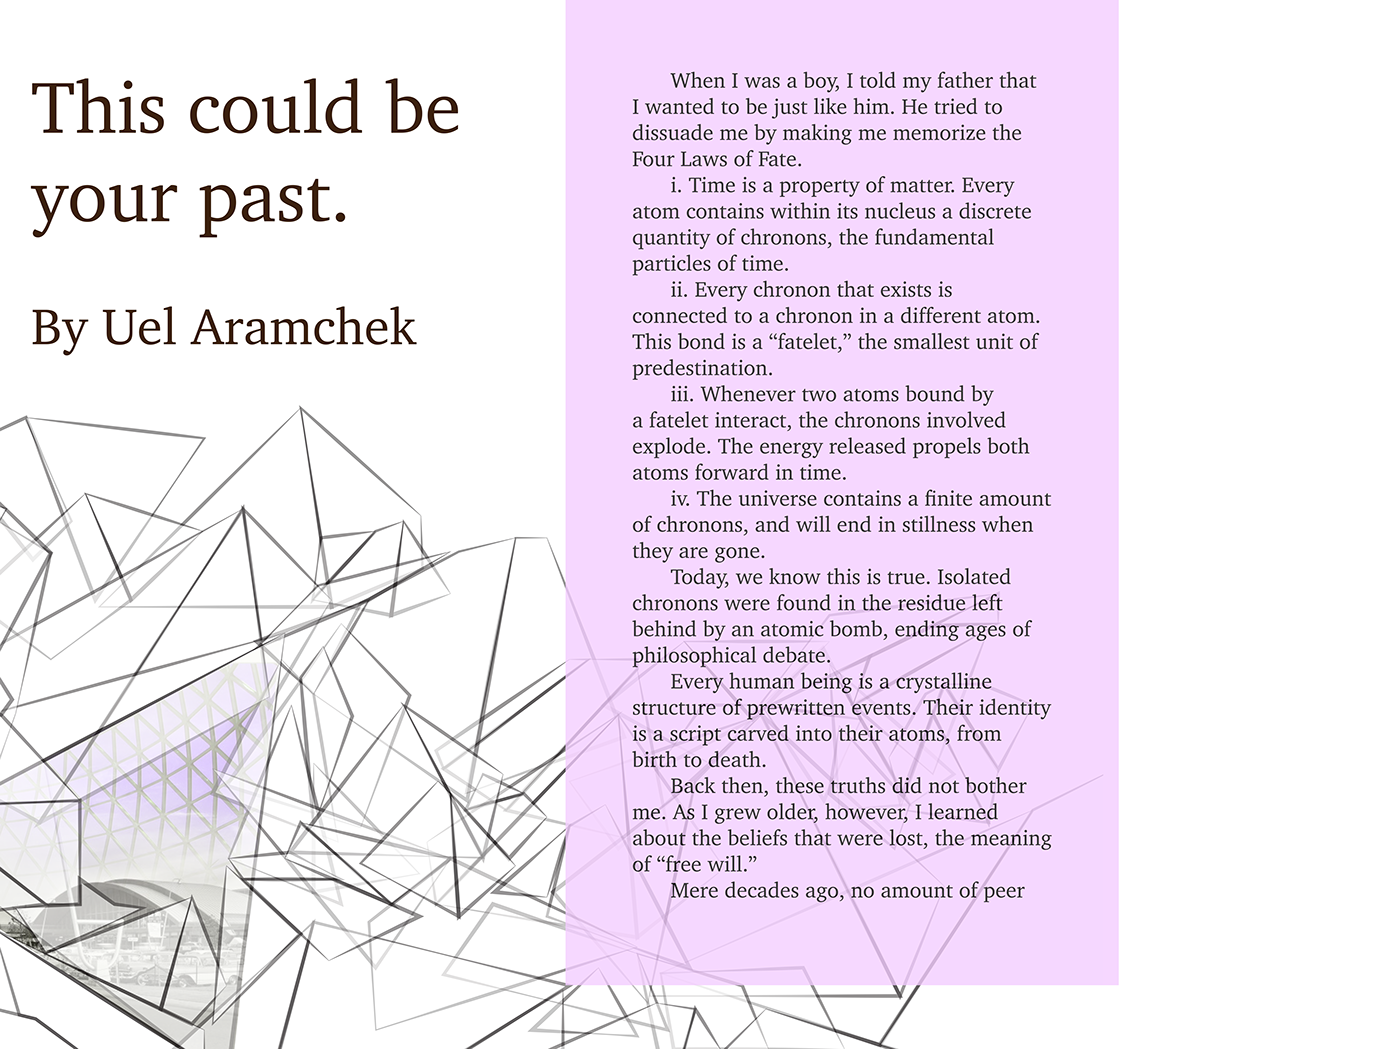 This could be
your past.
By Uel Aramchek
When I was a boy, I told my father that
I wanted to be just like him. He tried to
dissuade me by making me memorize the
Four Laws of Fate.
i. Time is a property of matter. Every
atom contains within its nucleus a discrete
quantity of chronons, the fundamental
particles of time.
ii. Every chronon that exists is
connected to a chronon in a different atom.
This bond is a “fatelet,” the smallest unit of
predestination.
iii. Whenever two atoms bound by
a fatelet interact, the chronons involved
explode. The energy released propels both
atoms forward in time.
iv. The universe contains a finite amount
of chronons, and will end in stillness when
they are gone.
Today, we know this is true. Isolated
chronons were found in the residue left
behind by an atomic bomb, ending ages of
philosophical debate.
Every human being is a crystalline
structure of prewritten events. Their identity
is a script carved into their atoms, from
birth to death.
Back then, these truths did not bother
me. As I grew older, however, I learned
about the beliefs that were lost, the meaning
of “free will.”
Mere decades ago, no amount of peer